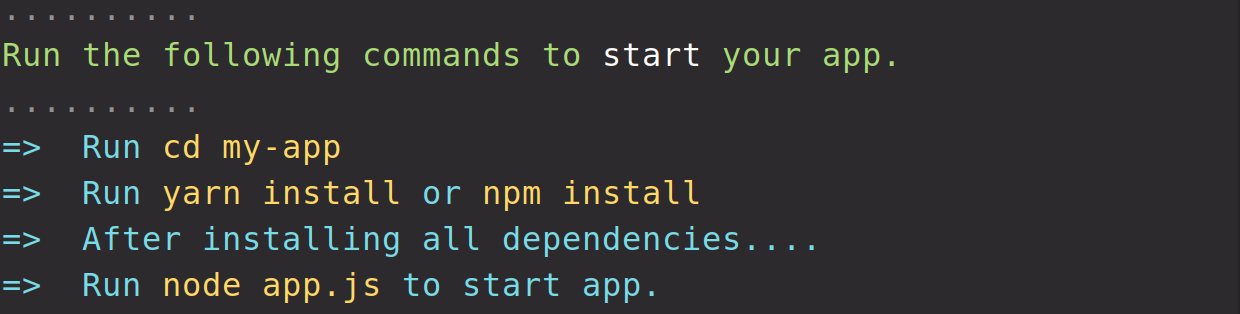 ..........
Run the following commands to start your app.
..........
=>  Run cd my-app
=>  Run yarn install or npm install
=>  After installing all dependencies....
=>  Run node app.js to start app.